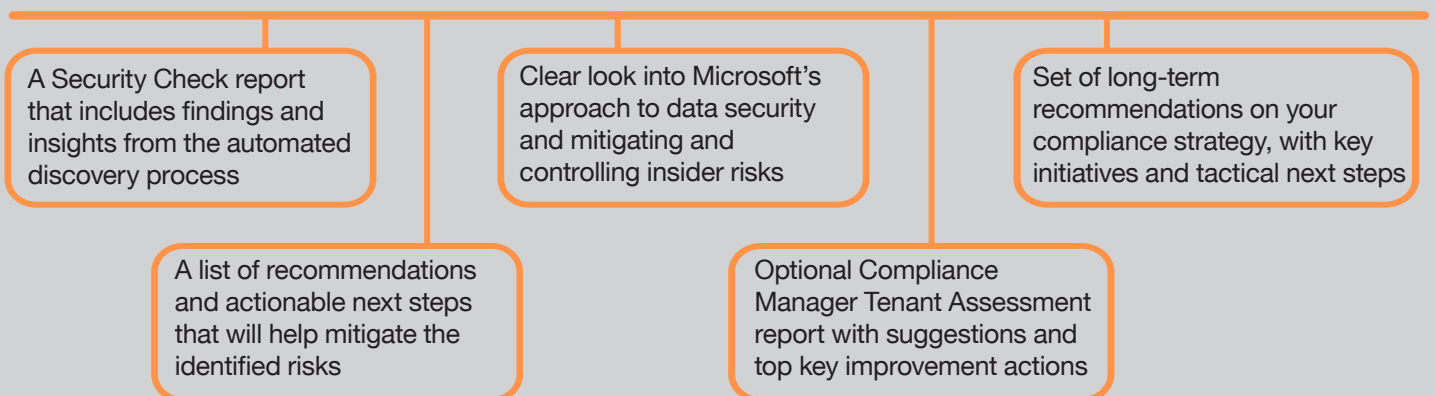 A Security Check report
that includes findings and
insights from the automated
discovery process
A list of recommendations
and actionable next steps
that will help mitigate the
identified risks
Clear look into Microsoft's
approach to data security
and mitigating and
controlling insider risks
Optional Compliance
Manager Tenant Assessment
report with suggestions and
top key improvement actions
Set of long-term
recommendations on your
compliance strategy, with key
initiatives and tactical next steps